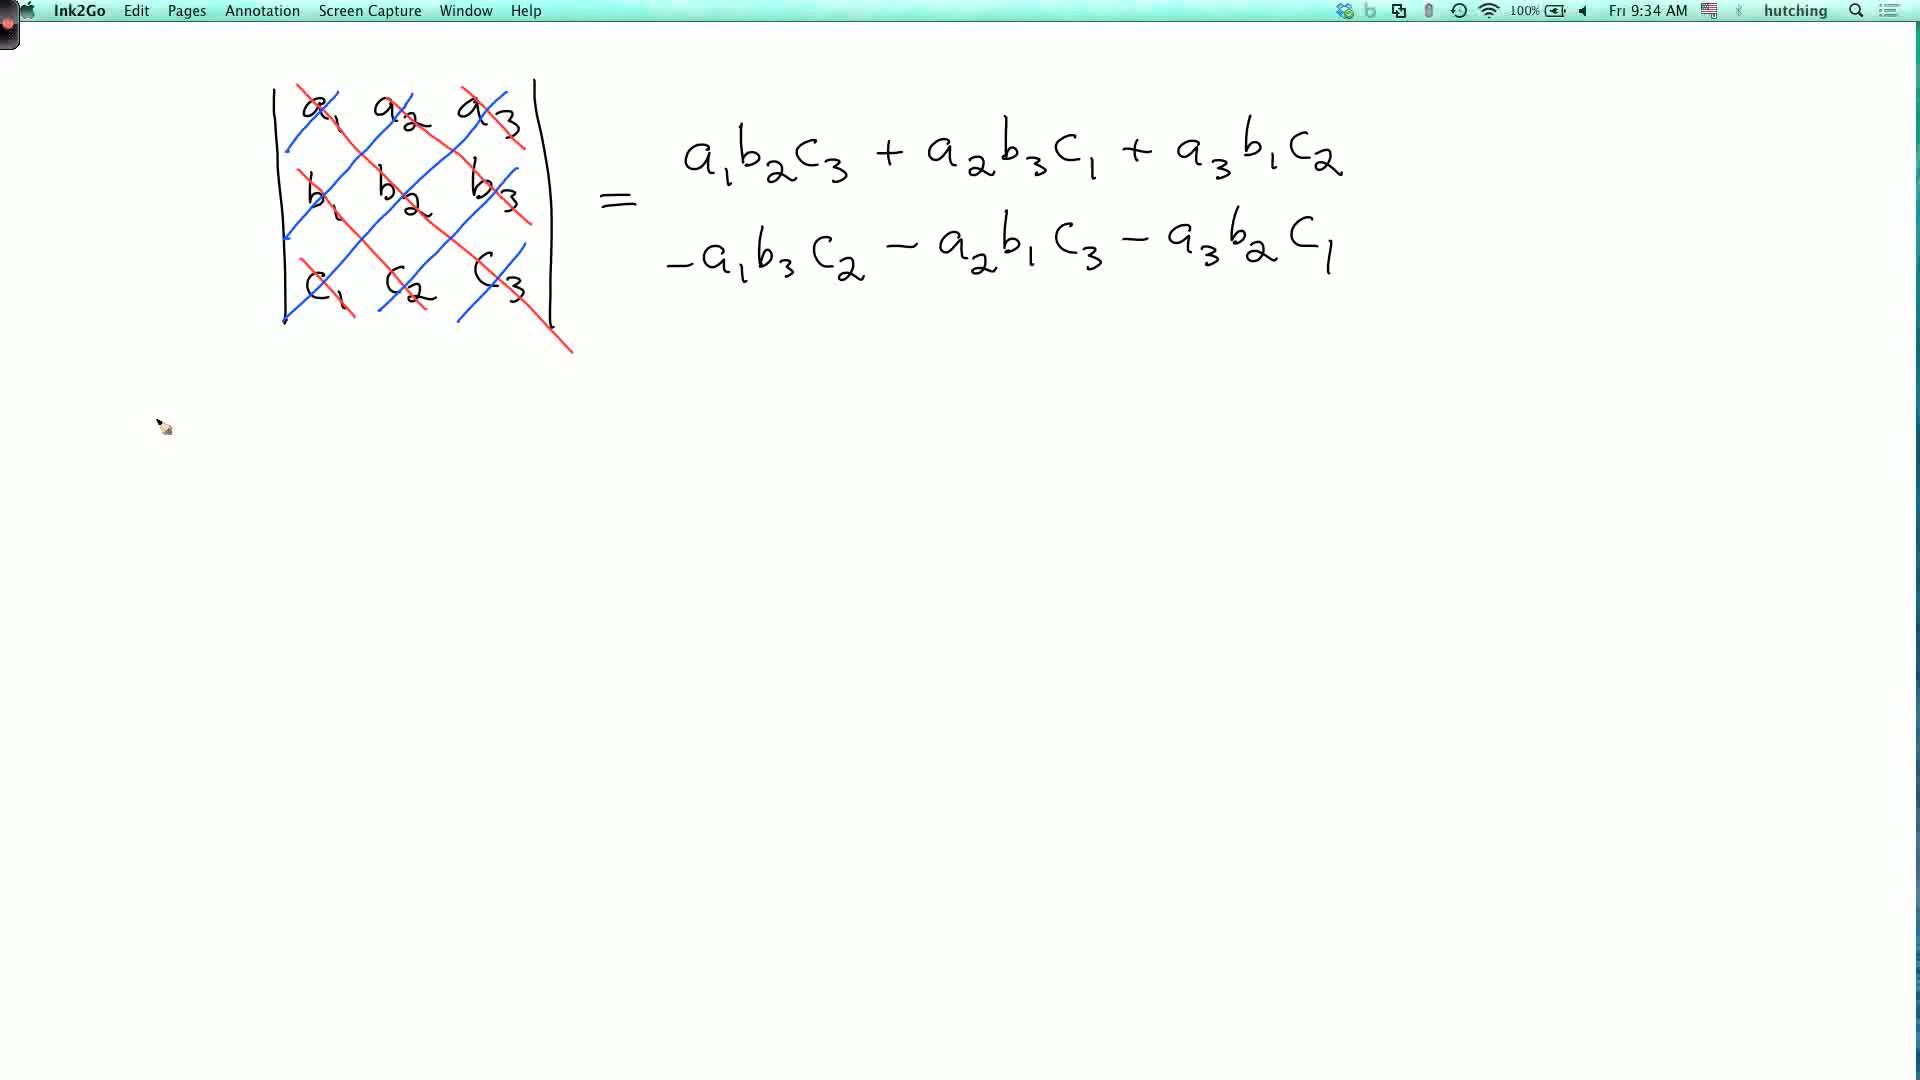 Ink2Go Edit Pages Annotation Screen Capture Window Help 100% Fri 9:34 AM hutching
a₁ a₂ a₃
b₁ b₂ b₃
c₁ c₂ c₃
=
a₁b₂c₃ + a₂b₃c₁ + a₃b₁c₂
-a₁b₃c₂ - a₂b₁c₃ - a₃b₂c₁